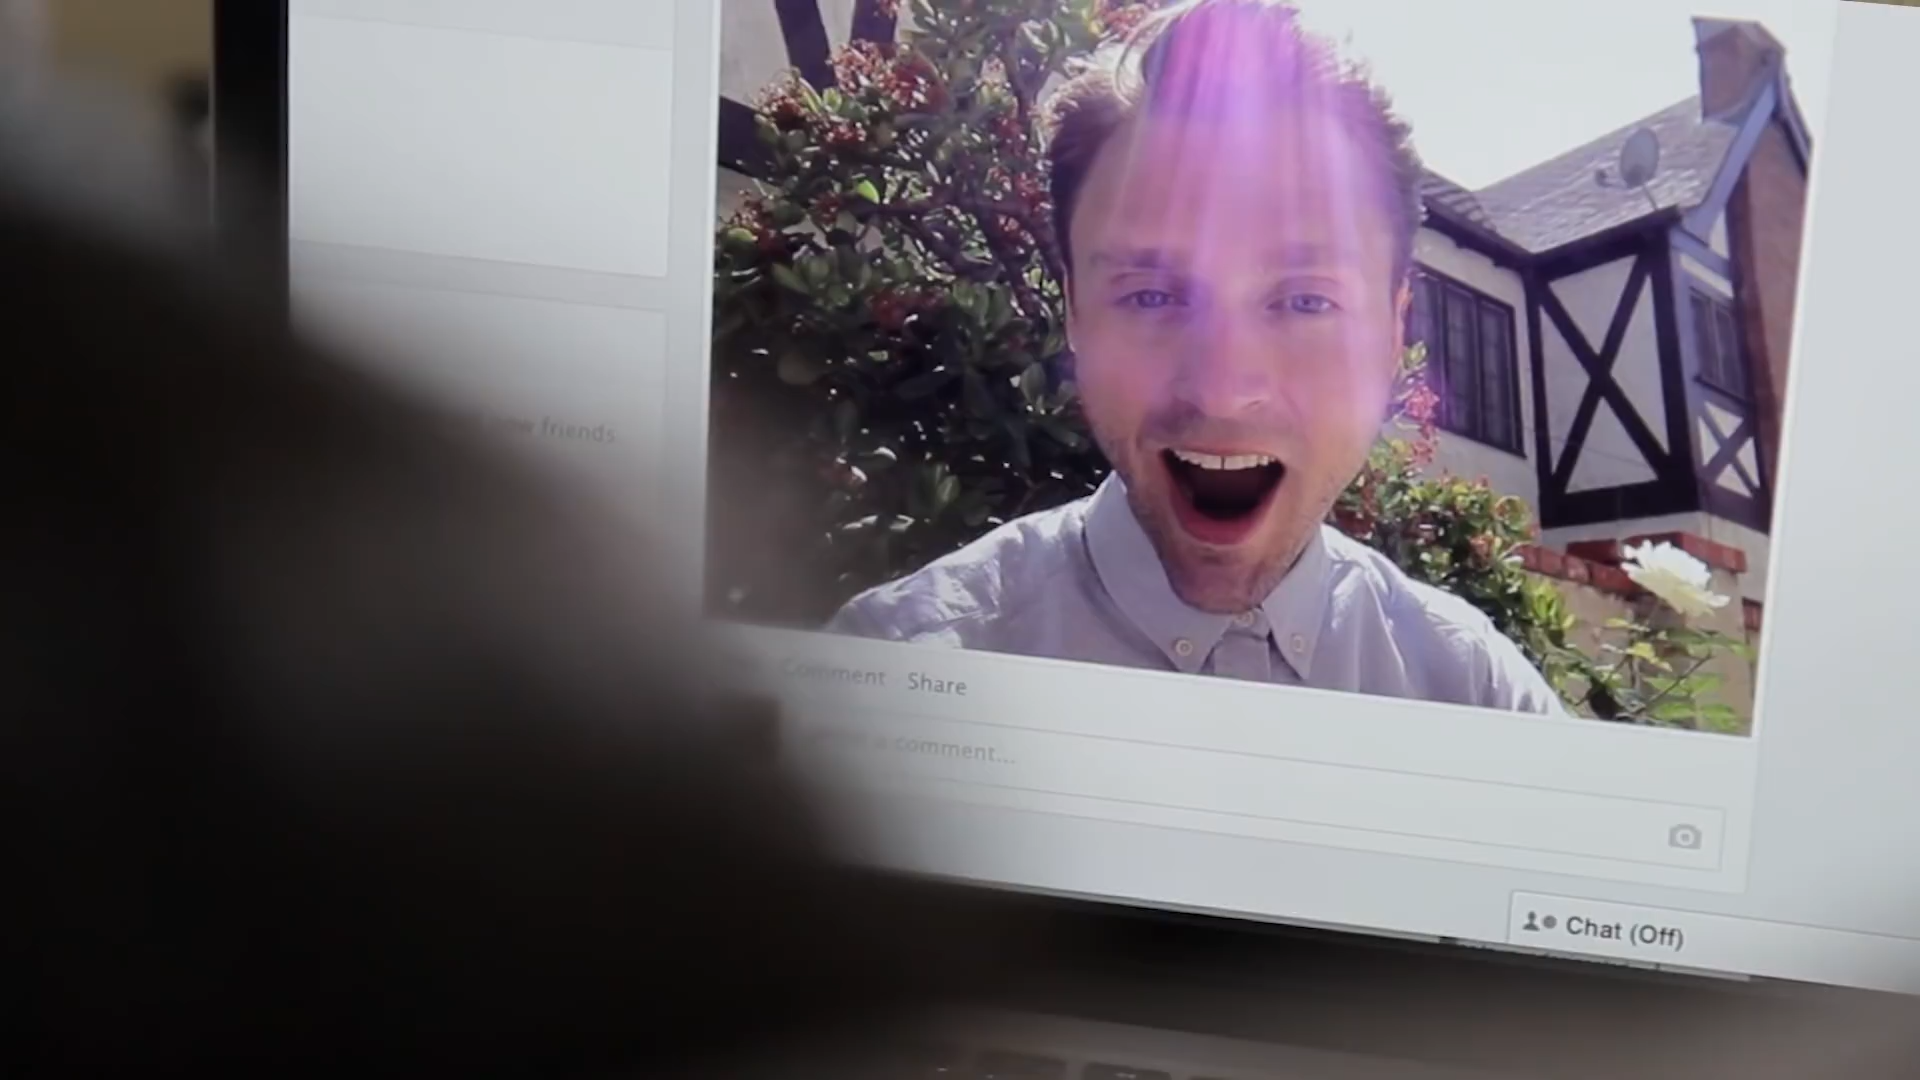 friends
Comment Share
a comment...
Chat (Off)